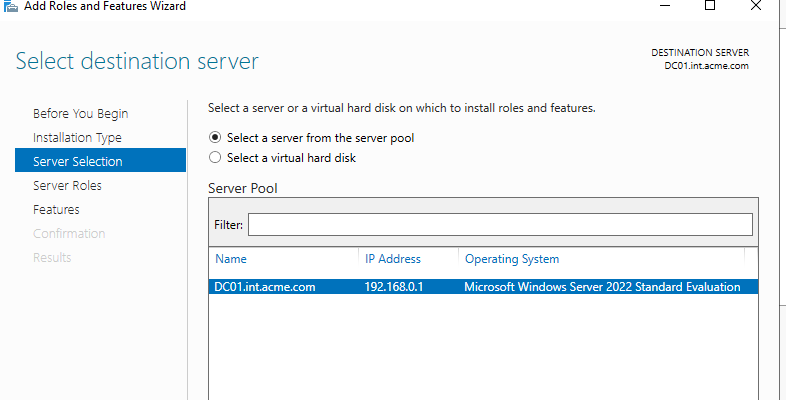 Add Roles and Features Wizard
Select destination server
DESTINATION SERVER
DC01.int.acme.com
Before You Begin
Installation Type
Server Selection
Server Roles
Features
Confirmation
Results
Select a server or a virtual hard disk on which to install roles and features.
Select a server from the server pool
Select a virtual hard disk
Server Pool
Filter:
Name IP Address Operating System
DC01.int.acme.com 192.168.0.1 Microsoft Windows Server 2022 Standard Evaluation